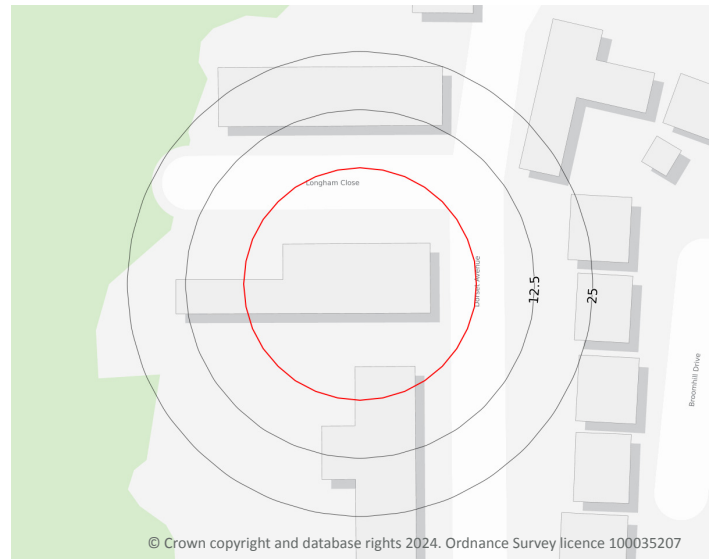 Longham Close
Dorset Avenue
12.5
25
Broomhill Drive
© Crown copyright and database rights 2024. Ordnance Survey licence 100035207